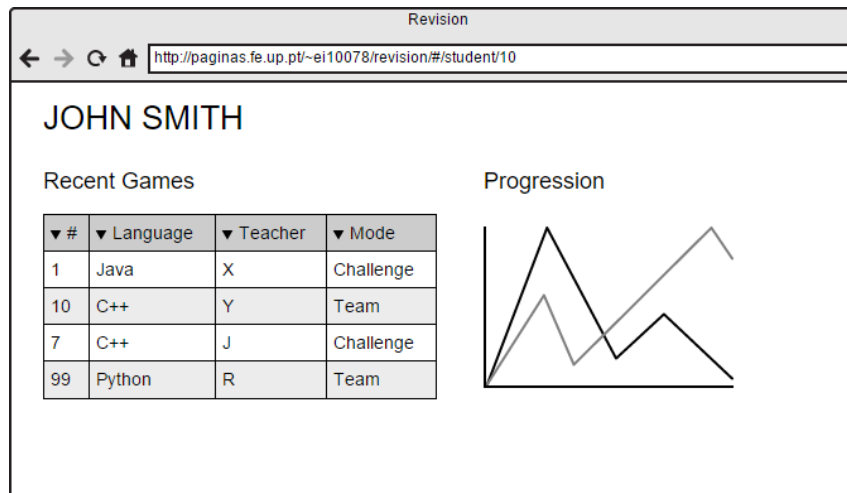 Revision
http://paginas.fe.up.pt/~ei10078/revision/#/student/10
JOHN SMITH
Recent Games
Progression
# Language Teacher Mode
1 Java X Challenge
10 C++ Y Team
7 C++ J Challenge
99 Python R Team